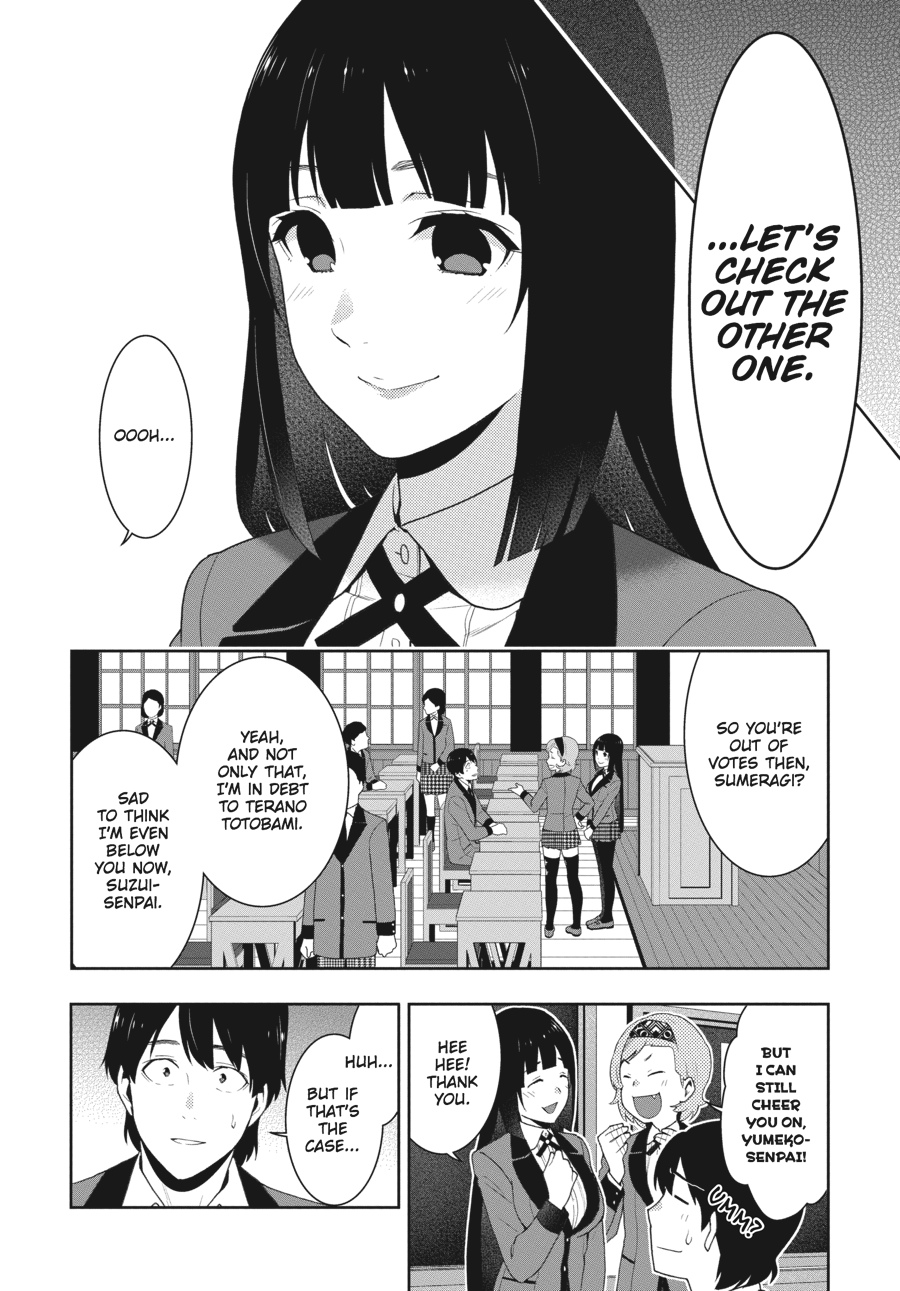 ...LET'S
CHECK
OUT THE
OTHER
ONE.
OOOH...
SO YOU'RE
OUT OF
VOTES THEN,
SUMERAGI?
YEAH,
AND NOT
ONLY THAT,
I'M IN DEBT
TO TERANO
TOTOBAMI.
SAD
TO THINK
I'M EVEN
BELOW
YOU NOW,
SUZUI-
SENPAI.
BUT
I CAN
STILL
CHEER
YOU ON,
YUMEKO-
SENPAI!
HEE
HEE!
THANK
YOU.
UMM?
HUH...
BUT IF
THAT'S
THE
CASE...